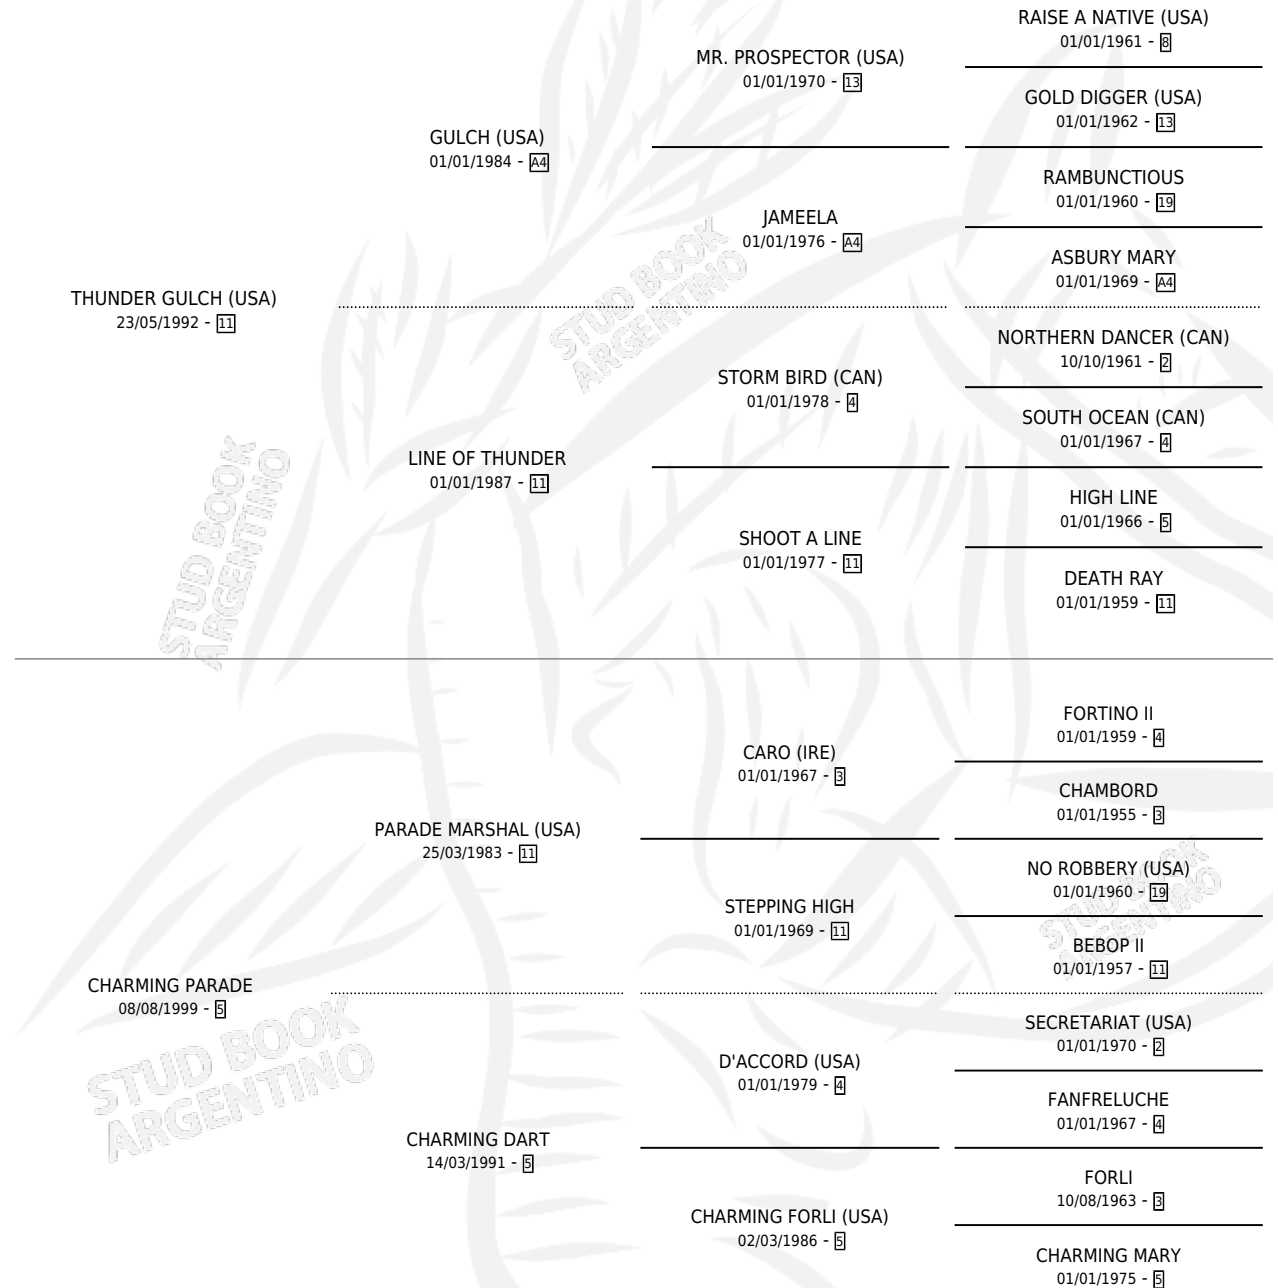 RAISE A NATIVE (USA)
01/01/1961 - 8
MR. PROSPECTOR (USA)
01/01/1970 - 13
GOLD DIGGER (USA)
01/01/1962 - 13
GULCH (USA)
01/01/1984 - A4
RAMBUNCTIOUS
01/01/1960 - 19
JAMEELA
01/01/1976 - A4
ASBURY MARY
01/01/1969 - A4
THUNDER GULCH (USA)
23/05/1992 - 11
NORTHERN DANCER (CAN)
10/10/1961 - 2
STORM BIRD (CAN)
01/01/1978 - 4
SOUTH OCEAN (CAN)
01/01/1967 - 4
LINE OF THUNDER
01/01/1987 - 11
HIGH LINE
01/01/1966 - 5
SHOOT A LINE
01/01/1977 - 11
DEATH RAY
01/01/1959 - 11
FORTINO II
01/01/1959 - 4
CARO (IRE)
01/01/1967 - 3
CHAMBORD
01/01/1955 - 3
PARADE MARSHAL (USA)
25/03/1983 - 11
NO ROBBERY (USA)
01/01/1960 - 19
STEPPING HIGH
01/01/1969 - 11
BEBOP II
01/01/1957 - 11
CHARMING PARADE
08/08/1999 - 5
SECRETARIAT (USA)
01/01/1970 - 2
D'ACCORD (USA)
01/01/1979 - 4
FANFRELUCHE
01/01/1967 - 4
CHARMING DART
14/03/1991 - 5
FORLI
10/08/1963 - 3
CHARMING FORLI (USA)
02/03/1986 - 5
CHARMING MARY
01/01/1975 - 5
STUD BOOK
ARGENTINO
STUD BOOK
ARGENTINO
STUD BOOK
ARGENTINO
STUD BOOK
ARGENTINO